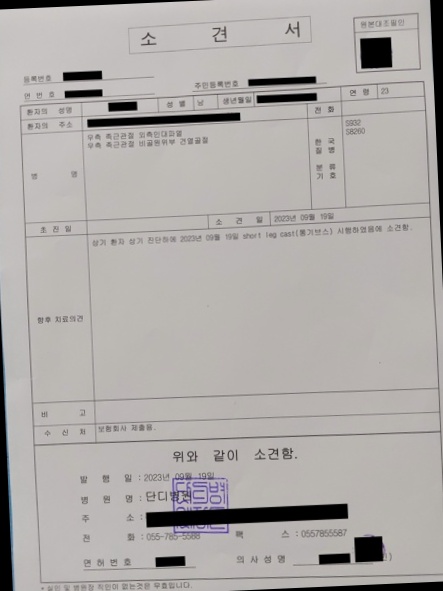 소 견 서
원본대조필인
등록번호
연 번 호
주민등록번호
환자의 성명 성 별 남 생년월일 연 령 23
환자의 주소 전 화
병 명
우측 족근관절 외측인대파열
우측 족근관절 비골원위부 견열골절
한 국
질 병
분 류
기 호
S932
S8260
초 진 일 소 견 일 2023년 09월 19일
향후 치료의견
상기 환자 상기 진단하에 2023년 09월 19일 short leg cast(통기브스) 시행하였음에 소견함.
비 고
수 신 처 보험회사 제출용.
위와 같이 소견함.
발 행 일 : 2023년 09월 19일
병 원 명 : 단디병원
주 소 :
전 화 : 055-785-5588 팩 스 : 0557855587
면허번호 의사성명
병원장 직인이 없는것은 무효입니다.